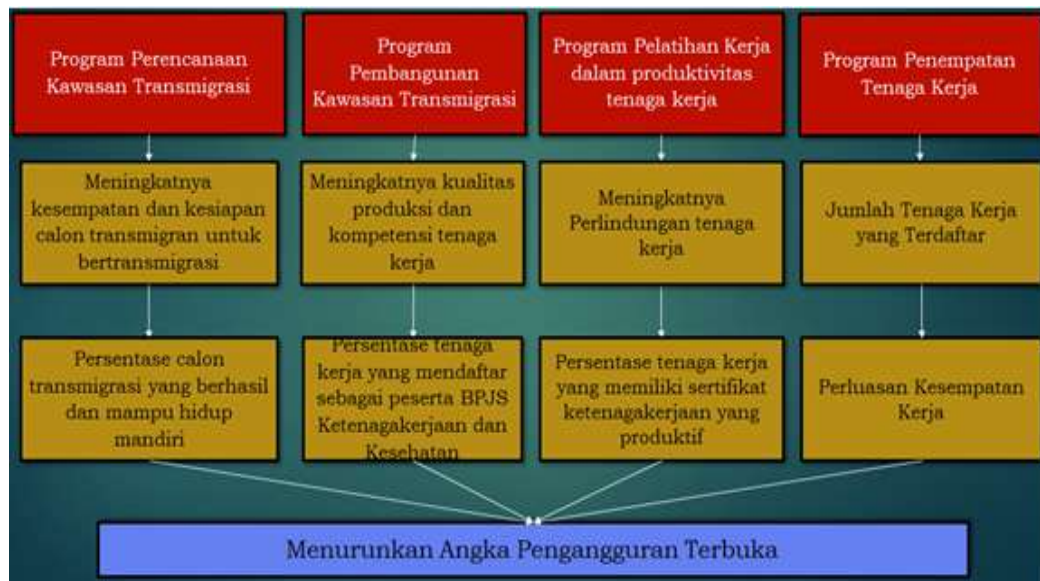 Program Perencanaan
Kawasan Transmigrasi
Program
Pembangunan
Kawasan Transmigrasi
Program Pelatihan Kerja
dalam produktivitas
tenaga kerja
Program Penempatan
Tenaga Kerja
Meningkatnya
kesempatan dan kesiapan
calon transmigran untuk
bertransmigrasi
Meningkatnya kualitas
produksi dan
kompetensi tenaga
kerja
Meningkatnya
Perlindungan tenaga
kerja
Jumlah Tenaga Kerja
yang Terdaftar
Persentase calon
transmigrasi yang berhasil
dan mampu hidup
mandiri
Persentase tenaga
kerja yang mendaftar
sebagai peserta BPJS
Ketenagakerjaan dan
Kesehatan
Persentase tenaga kerja
yang memiliki sertifikat
ketenagakerjaan yang
produktif
Perluasan Kesempatan
Kerja
Menurunkan Angka Pengangguran Terbuka